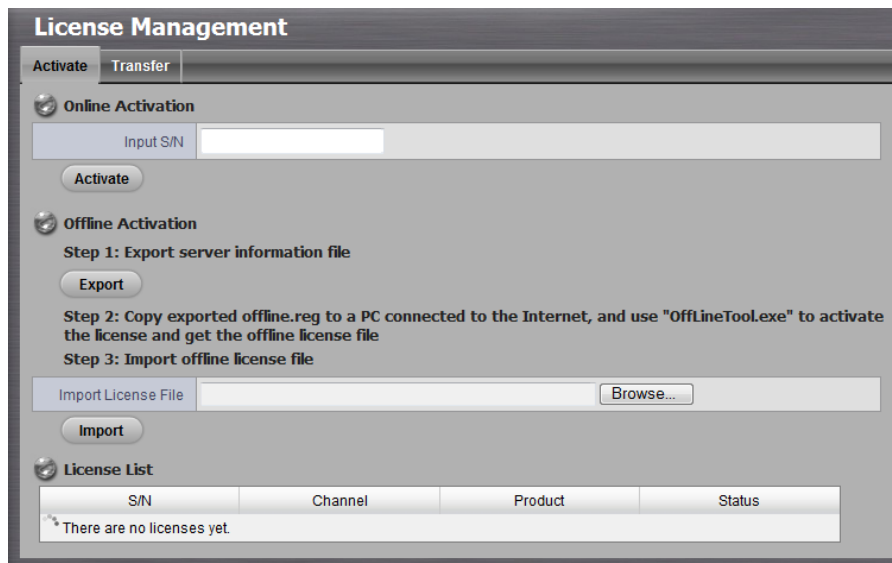 License Management
Activate Transfer
Online Activation
Input S/N
Activate
Offline Activation
Step 1: Export server information file
Export
Step 2: Copy exported offline.reg to a PC connected to the Internet, and use "OffLineTool.exe" to activate
the license and get the offline license file
Step 3: Import offline license file
Import License File Browse...
Import
License List
S/N Channel Product Status
There are no licenses yet.